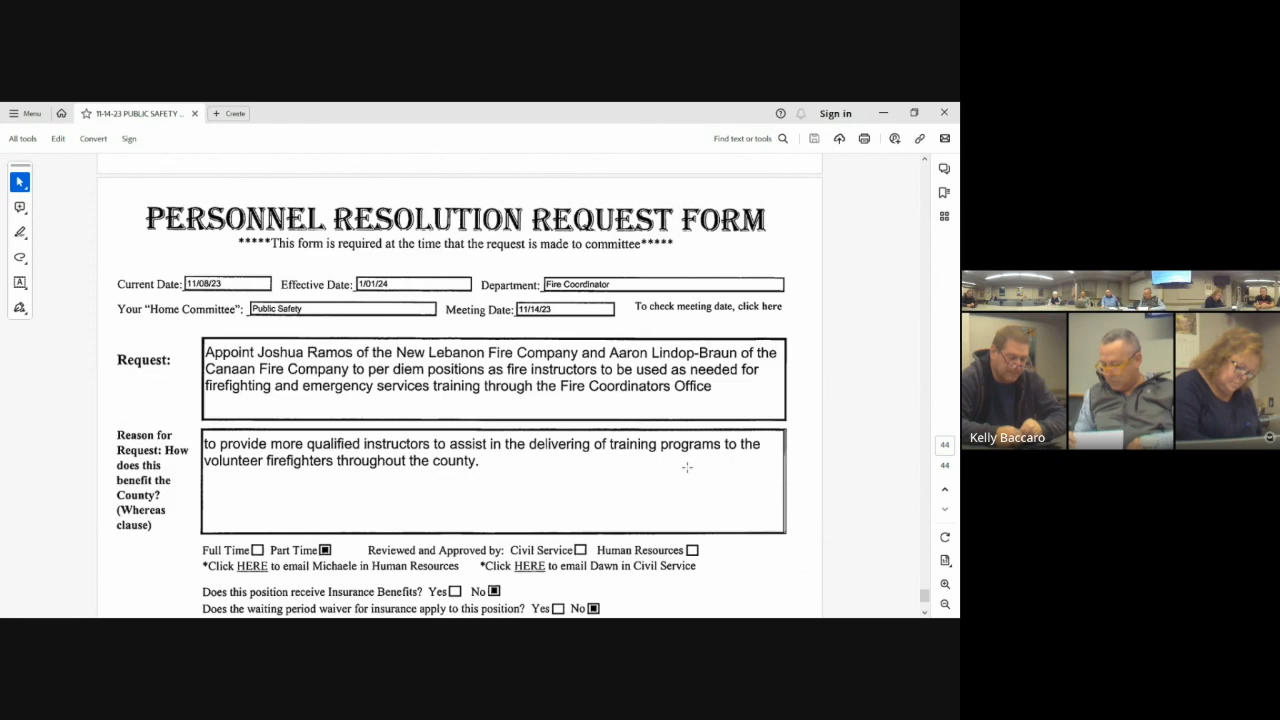 Menu
11-14-23 PUBLIC SAFETY ...
Create
Sign in
All tools
Edit
Convert
Sign
Find text or tools
PERSONNEL RESOLUTION REQUEST FORM
*****This form is required at the time that the request is made to committee*****
Current Date: 11/08/23 Effective Date: 1/01/24 Department: Fire Coordinator
Your “Home Committee”: Public Safety Meeting Date: 11/14/23 To check meeting date, click here
Request:
Appoint Joshua Ramos of the New Lebanon Fire Company and Aaron Lindop-Braun of the
Canaan Fire Company to per diem positions as fire instructors to be used as needed for
firefighting and emergency services training through the Fire Coordinators Office
Reason for
Request: How
does this
benefit the
County?
(Whereas
clause)
to provide more qualified instructors to assist in the delivering of training programs to the
volunteer firefighters throughout the county.
Full Time Part Time Reviewed and Approved by: Civil Service Human Resources
*Click HERE to email Michaele in Human Resources *Click HERE to email Dawn in Civil Service
Does this position receive Insurance Benefits? Yes No
Does the waiting period waiver for insurance apply to this position? Yes No
44
44
Kelly Baccaro